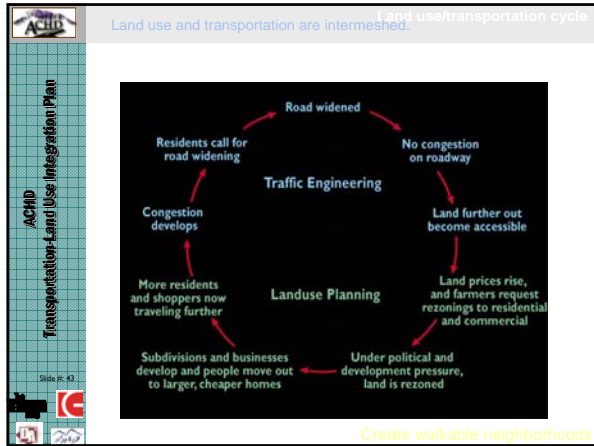 Land use/transportation cycle
Land use and transportation are intermeshed.
ACHD
ACHD
Transportation-Land Use Integration Plan
Road widened
No congestion
on roadway
Land further out
become accessible
Land prices rise,
and farmers request
rezonings to residential
and commercial
Under political and
development pressure,
land is rezoned
Subdivisions and businesses
develop and people move out
to larger, cheaper homes
More residents
and shoppers now
traveling further
Congestion
develops
Residents call for
road widening
Traffic Engineering
Landuse Planning
Slide #: 43
Create walkable neighborhoods